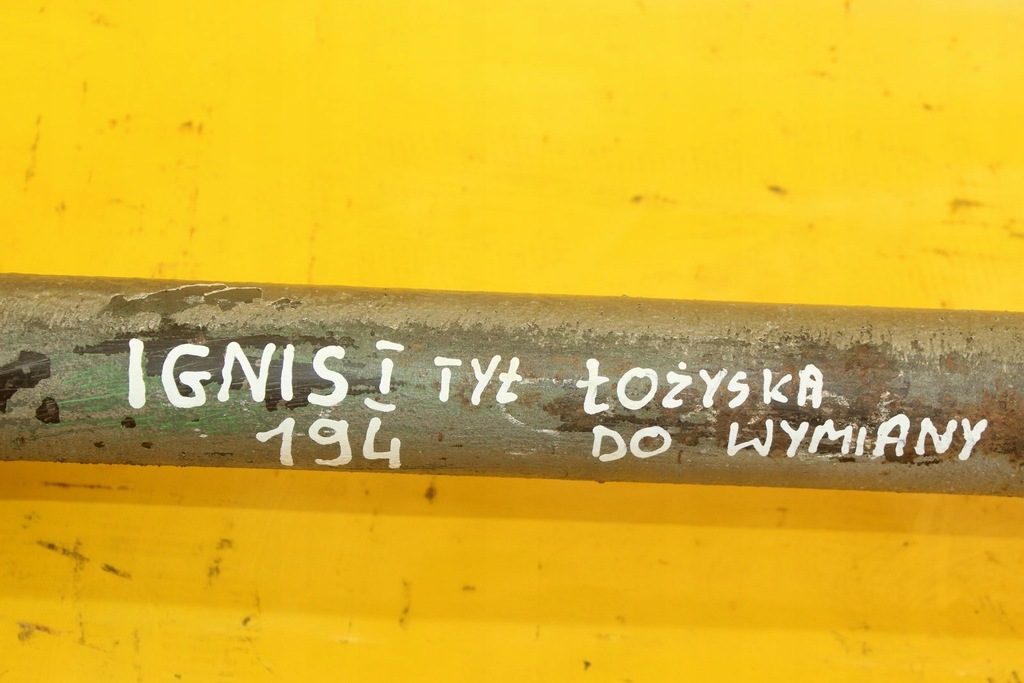 IGNIS I TYŁ ŁOŻYSKA
194 DO WYMIANY